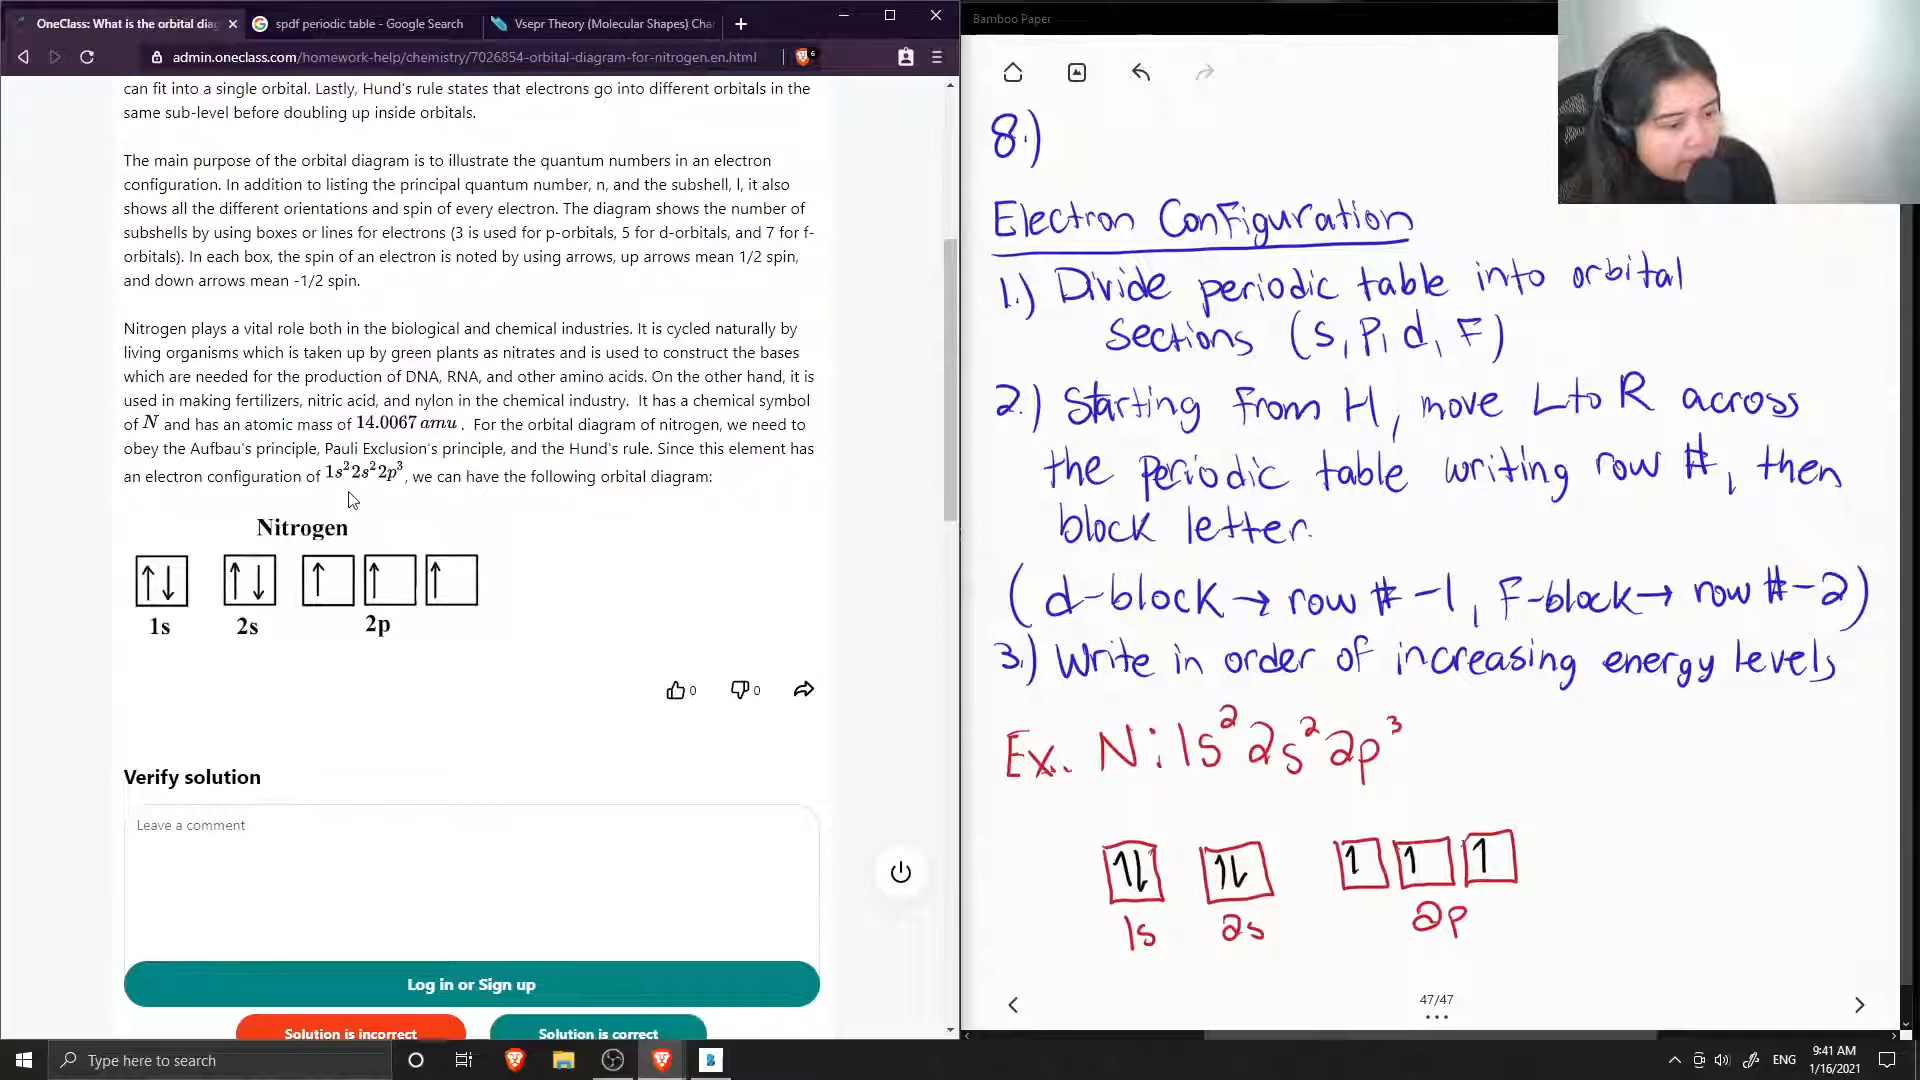 OneClass: What is the orbital dia
spdf periodic table - Google Search
Vsepr Theory (Molecular Shapes) Cha
admin.oneclass.com/homework-help/chemistry/7026854-orbital-diagram-for-nitrogen.en.html
6
can fit into a single orbital. Lastly, Hund's rule states that electrons go into different orbitals in the
same sub-level before doubling up inside orbitals.
The main purpose of the orbital diagram is to illustrate the quantum numbers in an electron
configuration. In addition to listing the principal quantum number, n, and the subshell, l, it also
shows all the different orientations and spin of every electron. The diagram shows the number of
subshells by using boxes or lines for electrons (3 is used for p-orbitals, 5 for d-orbitals, and 7 for f-
orbitals). In each box, the spin of an electron is noted by using arrows, up arrows mean 1/2 spin,
and down arrows mean -1/2 spin.
Nitrogen plays a vital role both in the biological and chemical industries. It is cycled naturally by
living organisms which is taken up by green plants as nitrates and is used to construct the bases
which are needed for the production of DNA, RNA, and other amino acids. On the other hand, it is
used in making fertilizers, nitric acid, and nylon in the chemical industry. It has a chemical symbol
of N and has an atomic mass of 14.0067 amu . For the orbital diagram of nitrogen, we need to
obey the Aufbau's principle, Pauli Exclusion's principle, and the Hund's rule. Since this element has
an electron configuration of 1s²2s²2p³, we can have the following orbital diagram:
Nitrogen
↑↓ ↑↓ ↑ ↑ ↑
1s 2s 2p
0 0
Verify solution
Leave a comment
Log in or Sign up
Solution is incorrect
Solution is correct
Bamboo Paper
8.)
Electron Configuration
1.) Divide periodic table into orbital
sections (s, p, d, F)
2.) Starting from H, move L to R across
the periodic table writing row #, then
block letter.
(d-block → row # -1, F-block → row # -2)
3.) Write in order of increasing energy levels
Ex. N: 1s² 2s² 2p³
1s 2s 2p
47/47
Type here to search
ENG
9:41 AM
1/16/2021